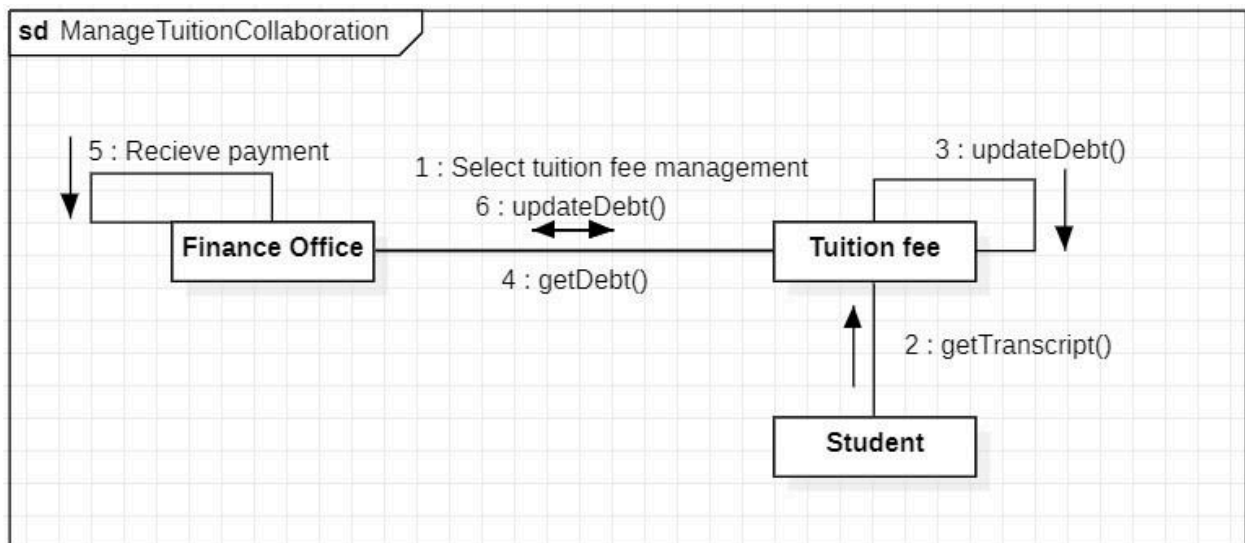 sd ManageTuitionCollaboration
5 : Recieve payment
1 : Select tuition fee management
3 : updateDebt()
6 : updateDebt()
Finance Office
Tuition fee
4 : getDebt()
2 : getTranscript()
Student